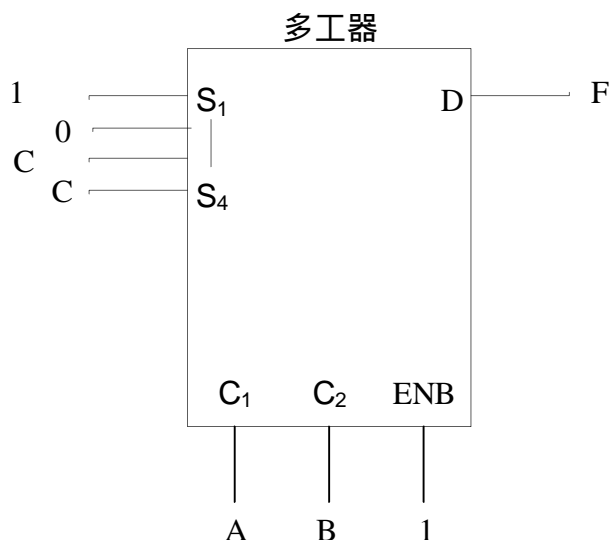 多工器
1 S₁ D F
0
C
C S₄
C₁ C₂ ENB
A B 1